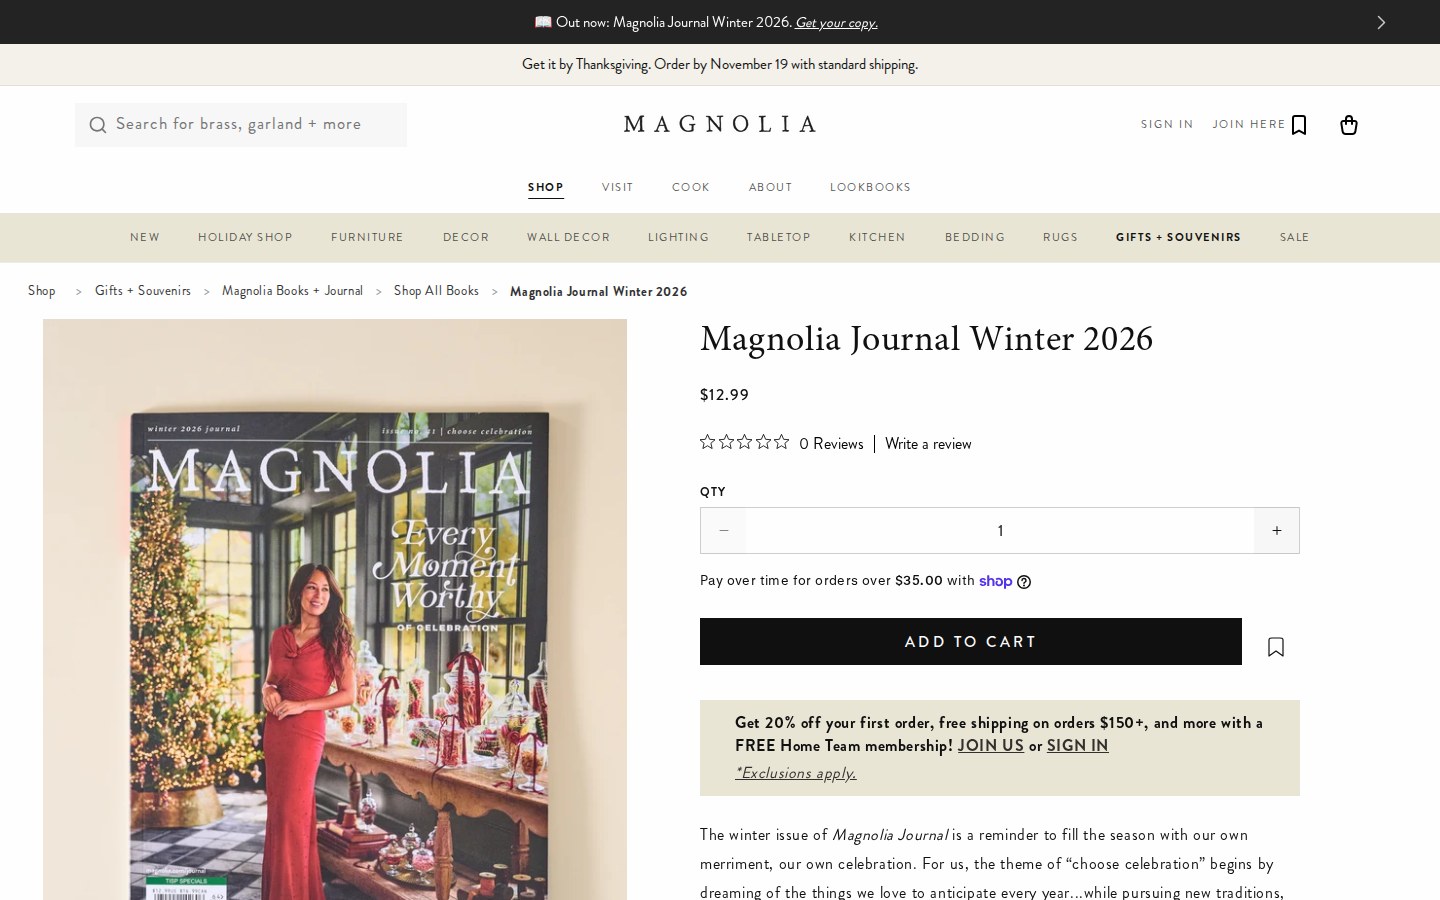 📖 Out now: Magnolia Journal Winter 2026. Get your copy.
Get it by Thanksgiving. Order by November 19 with standard shipping.
Search for brass, garland + more
MAGNOLIA
SIGN IN
JOIN HERE
SHOP VISIT COOK ABOUT LOOKBOOKS
NEW HOLIDAY SHOP FURNITURE DECOR WALL DECOR LIGHTING TABLETOP KITCHEN BEDDING RUGS GIFTS + SOUVENIRS SALE
Shop > Gifts + Souvenirs > Magnolia Books + Journal > Shop All Books > Magnolia Journal Winter 2026
winter 2026 journal
| choose celebration
MAGNOLIA
Every
Moment
Worthy
OF CELEBRATION
Magnolia Journal Winter 2026
$12.99
0 Reviews | Write a review
QTY
− 1 +
Pay over time for orders over $35.00 with shop
ADD TO CART
Get 20% off your first order, free shipping on orders $150+, and more with a
FREE Home Team membership! JOIN US or SIGN IN
*Exclusions apply.
The winter issue of Magnolia Journal is a reminder to fill the season with our own
merriment, our own celebration. For us, the theme of “choose celebration” begins by
dreaming of the things we love to anticipate every year...while pursuing new traditions,